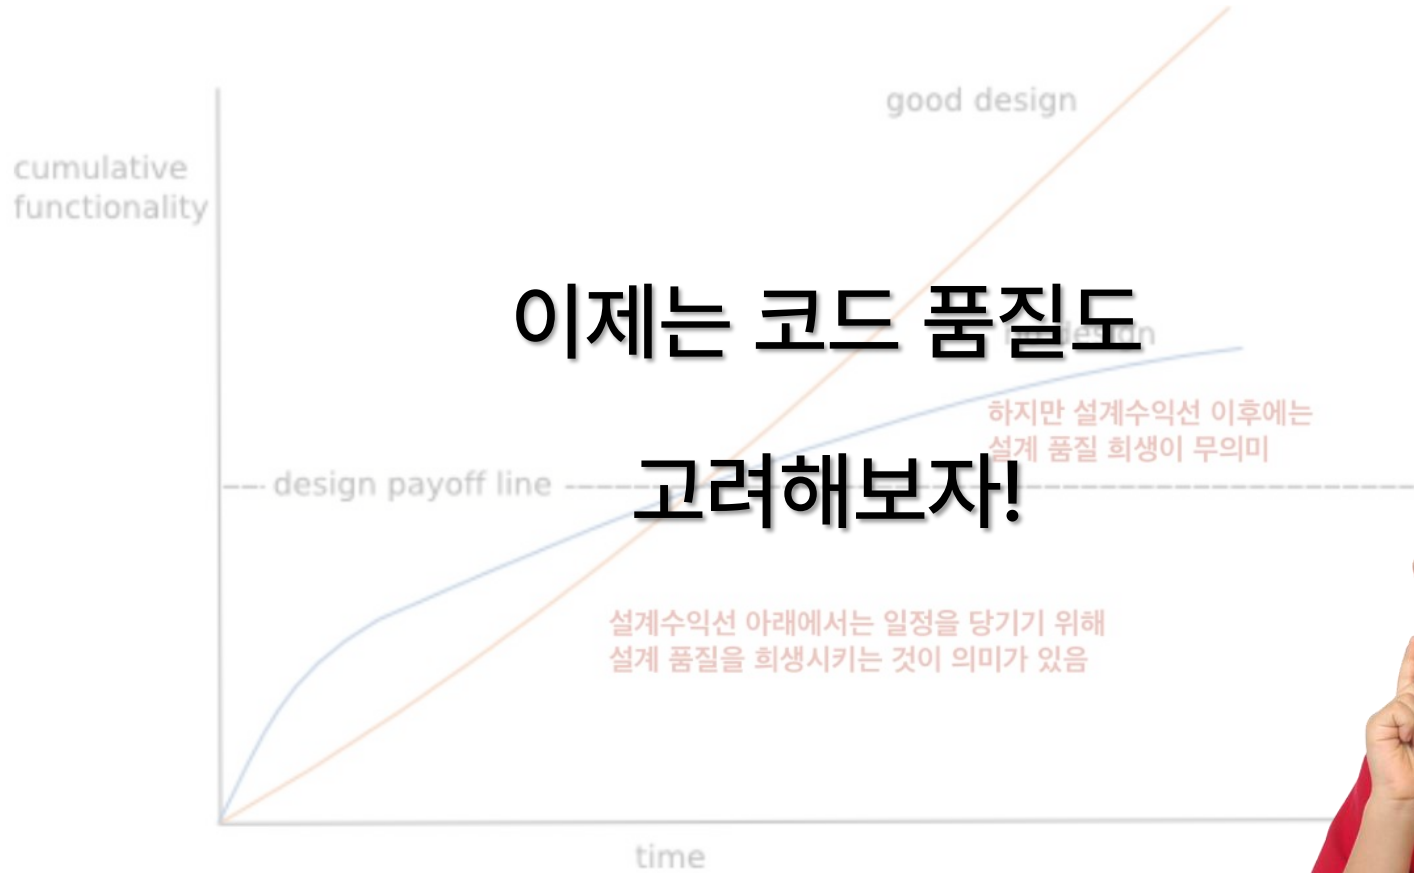 good design
cumulative
functionality
이제는 코드 품질도
design
하지만 설계수익선 이후에는
설계 품질 희생이 무의미
고려해보자!
design payoff line
설계수익선 아래에서는 일정을 당기기 위해
설계 품질을 희생시키는 것이 의미가 있음
time